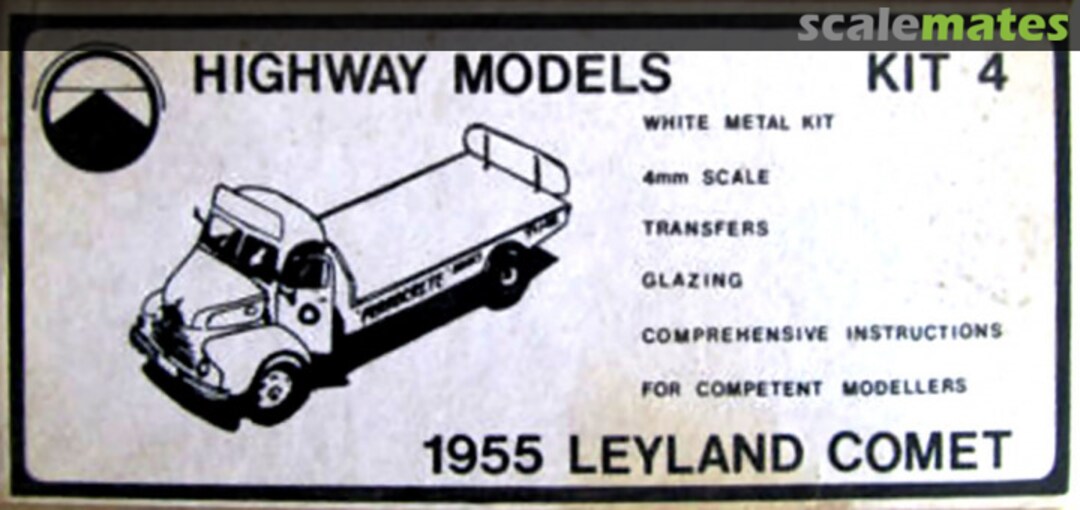 scalemates
HIGHWAY MODELS KIT 4
WHITE METAL KIT
4mm SCALE
TRANSFERS
GLAZING
COMPREHENSIVE INSTRUCTIONS
FOR COMPETENT MODELLERS
1955 LEYLAND COMET